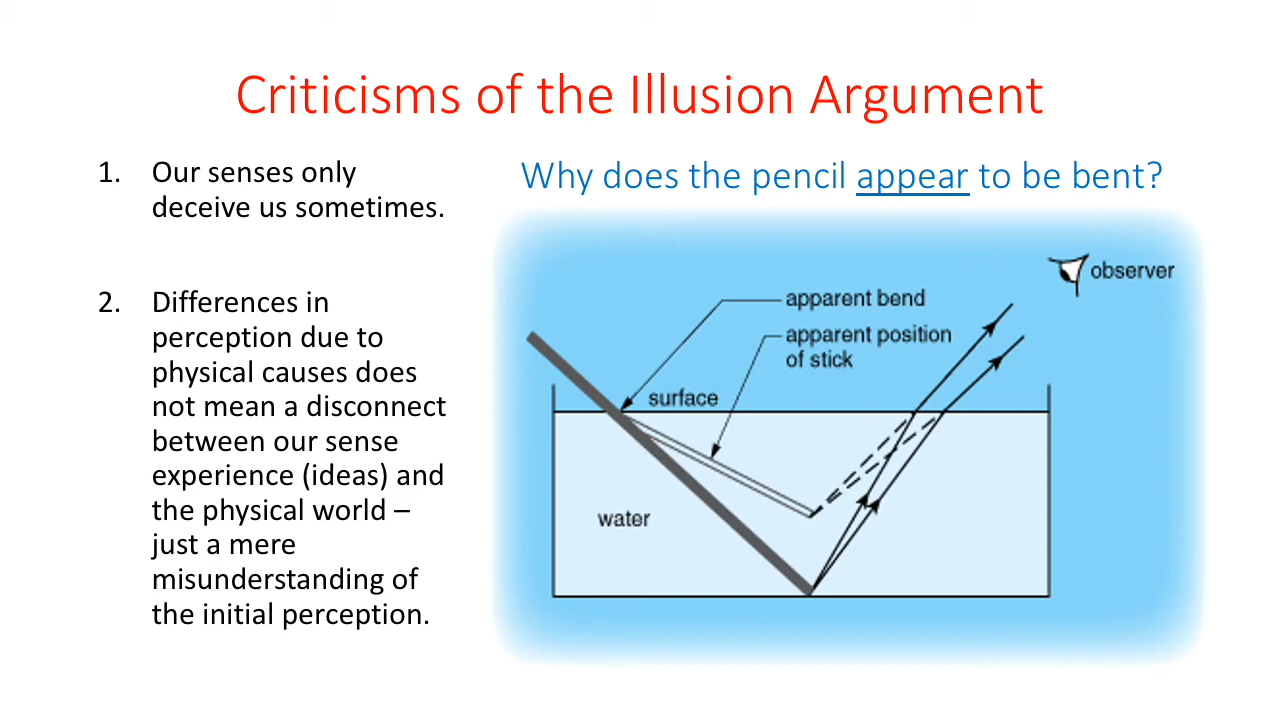 Criticisms of the Illusion Argument
1. Our senses only
deceive us sometimes.
2. Differences in
perception due to
physical causes does
not mean a disconnect
between our sense
experience (ideas) and
the physical world –
just a mere
misunderstanding of
the initial perception.
Why does the pencil appear to be bent?
observer
apparent bend
apparent position
of stick
surface
water